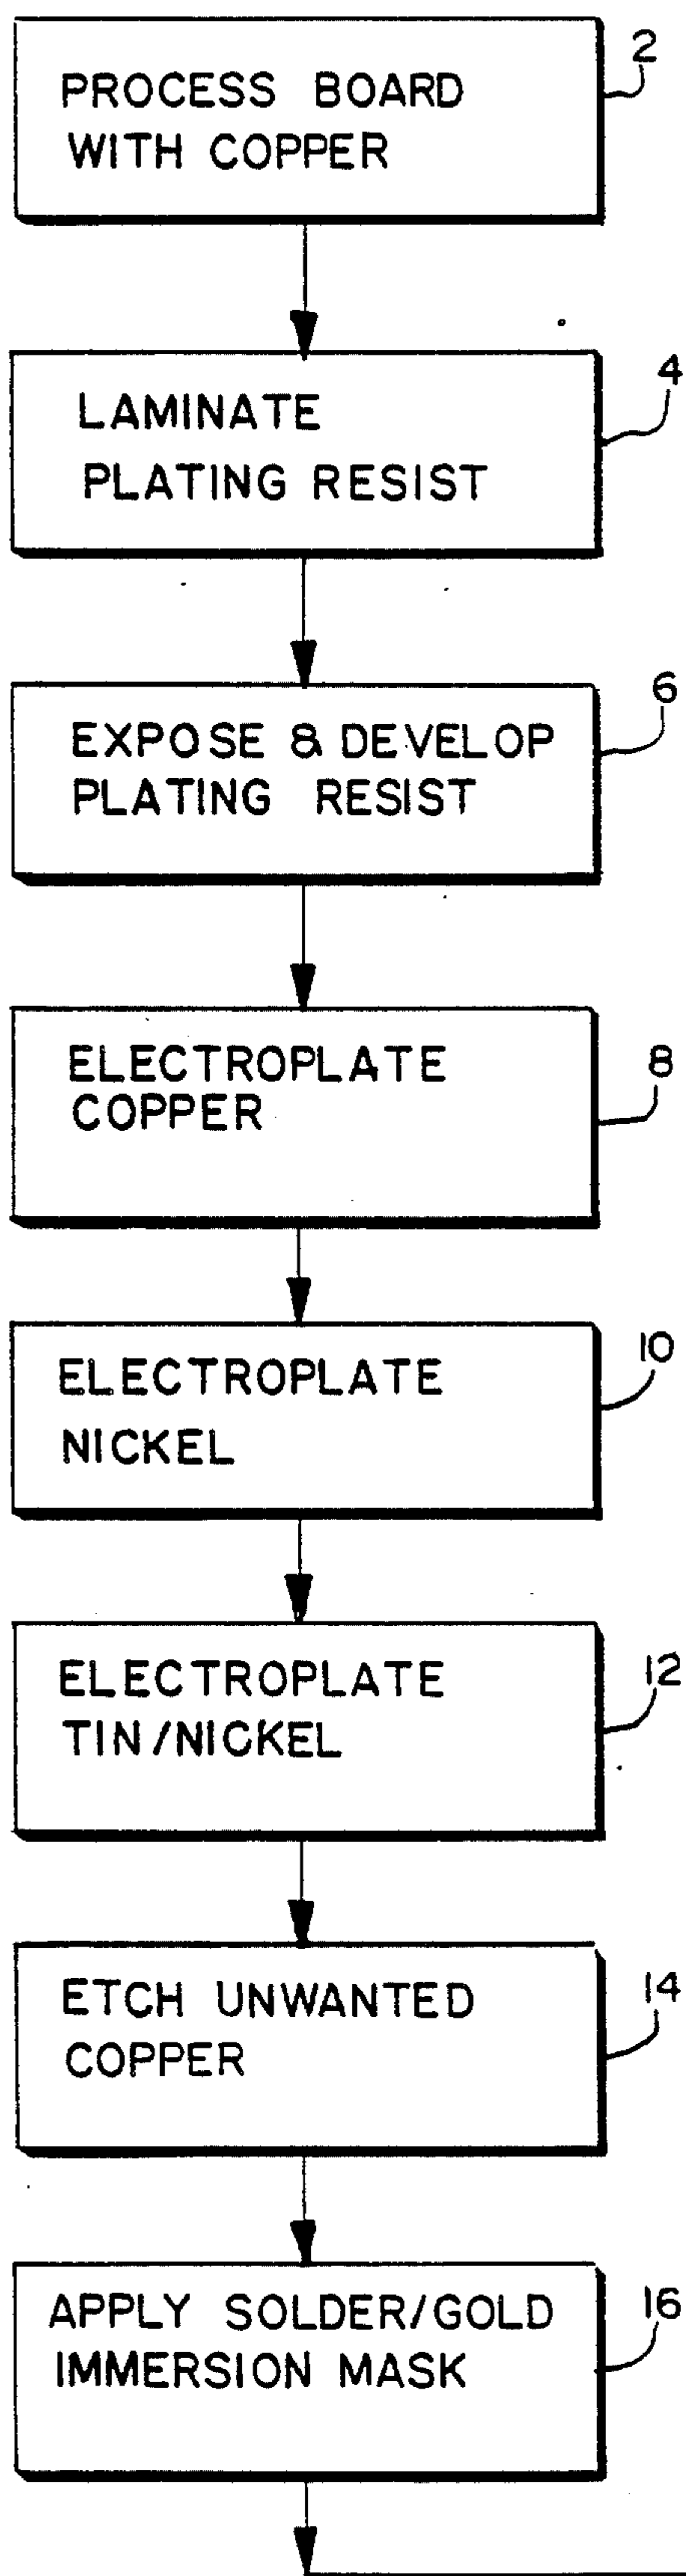 PROCESS BOARD
WITH COPPER
2
LAMINATE
PLATING RESIST
4
EXPOSE & DEVELOP
PLATING RESIST
6
ELECTROPLATE
COPPER
8
ELECTROPLATE
NICKEL
10
ELECTROPLATE
TIN/NICKEL
12
ETCH UNWANTED
COPPER
14
APPLY SOLDER/GOLD
IMMERSION MASK
16